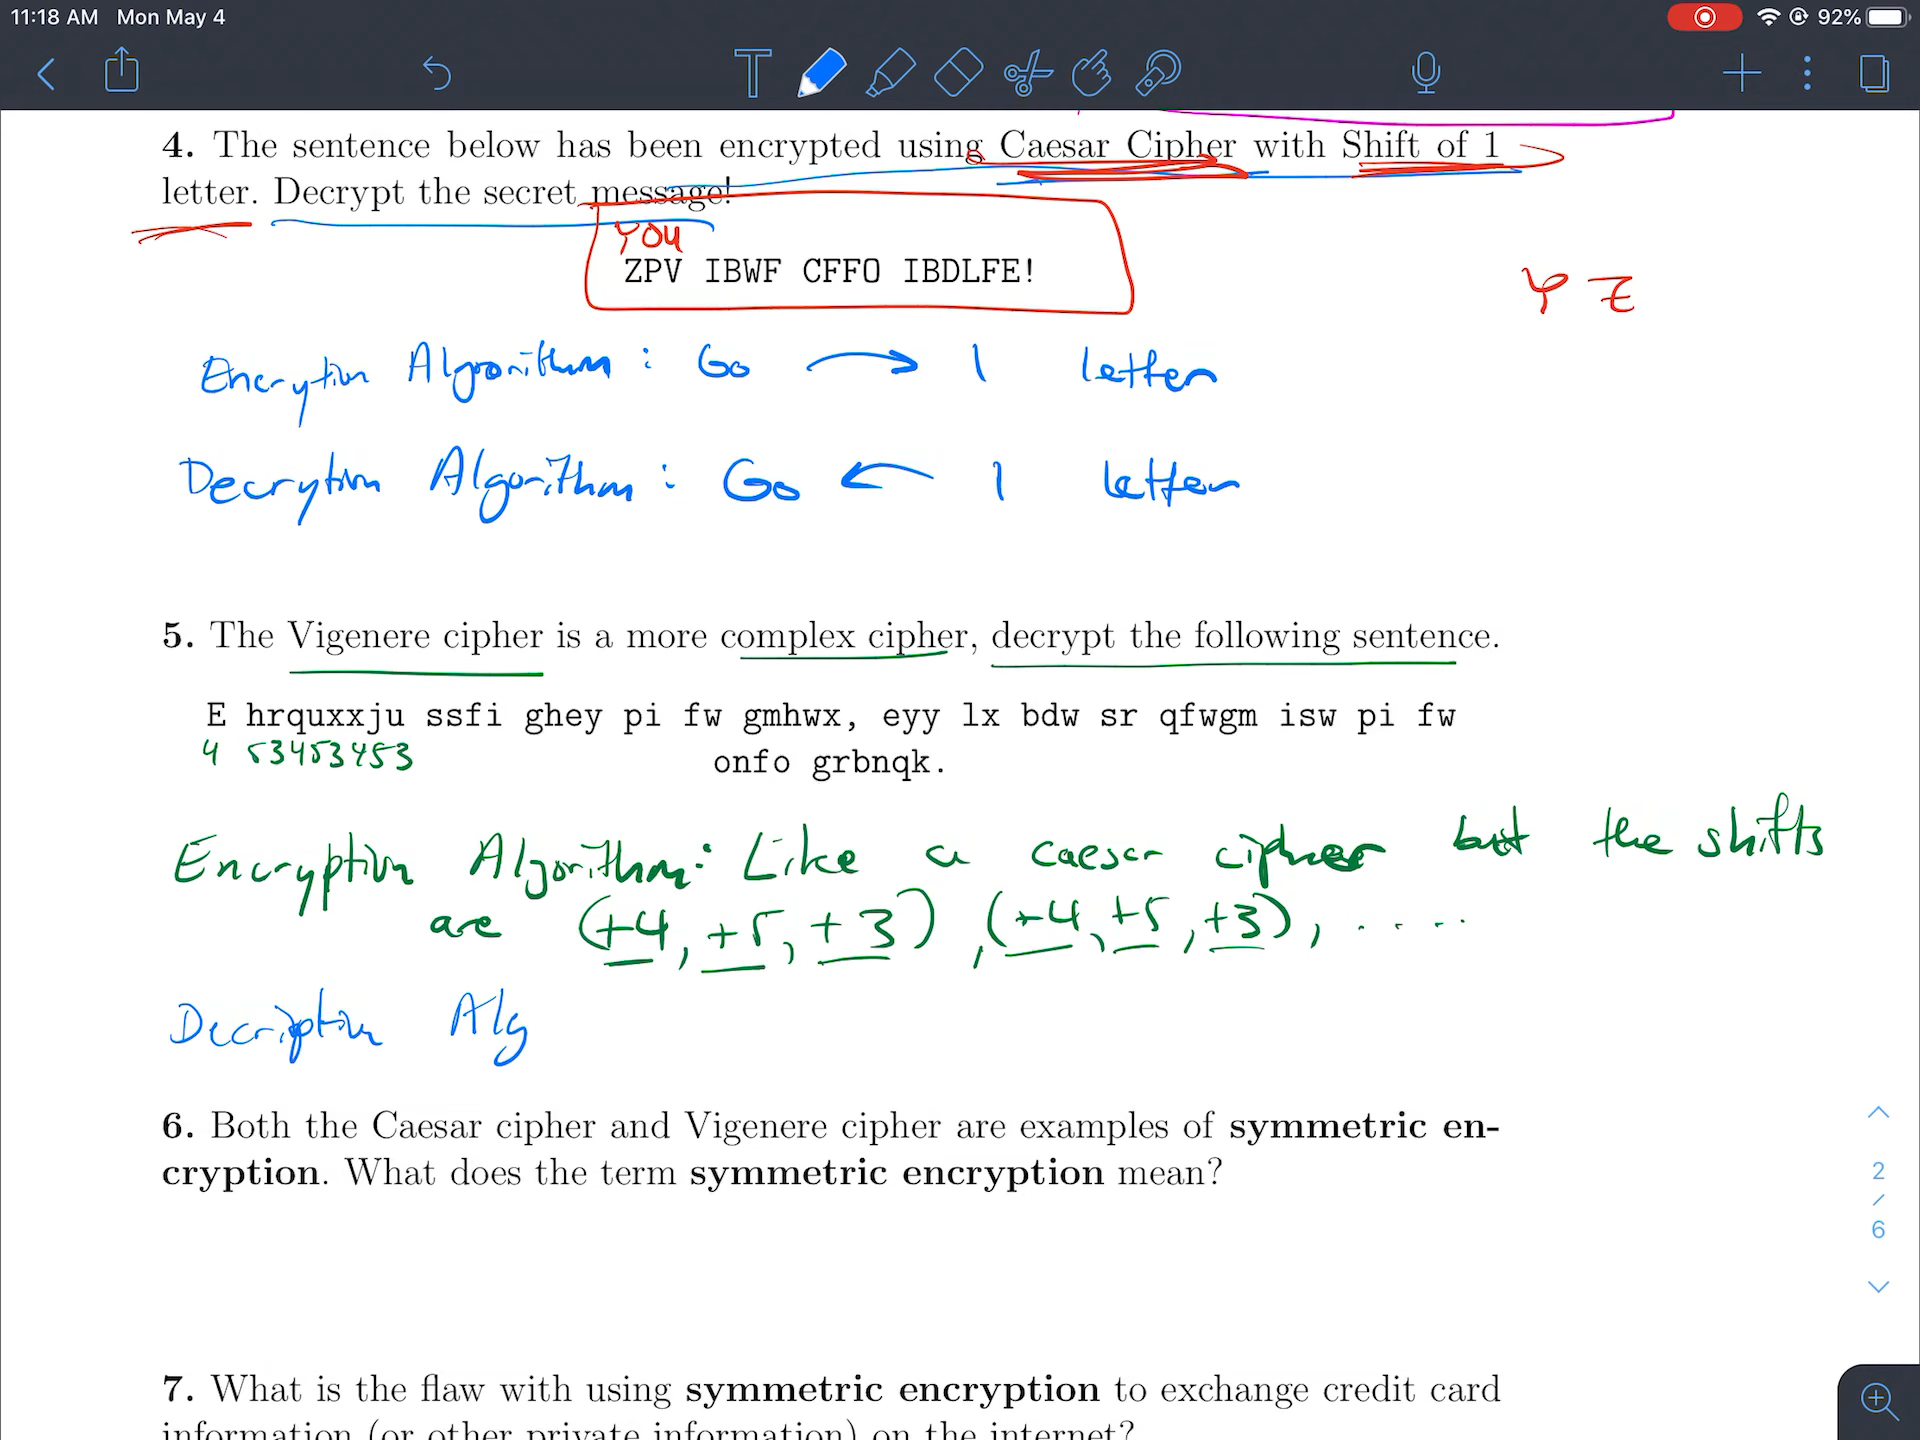 11:18 AM Mon May 4
92%
4. The sentence below has been encrypted using Caesar Cipher with Shift of 1
letter. Decrypt the secret message!
YOU
ZPV IBWF CFFO IBDLFE!
Y Z
Encrytion Algorithm : Go → 1 letter
Decrytion Algorithm : Go ← 1 letter
5. The Vigenere cipher is a more complex cipher, decrypt the following sentence.
E hrquxxju ssfi ghey pi fw gmhwx, eyy lx bdw sr qfwgm isw pi fw
4 53453453
onfo grbnqk.
Encryption Algorithm: Like a caesar cipher but the shifts
are (+4, +5, +3), (+4, +5, +3), .....
Decription Alg
6. Both the Caesar cipher and Vigenere cipher are examples of symmetric en-
cryption. What does the term symmetric encryption mean?
2
/
6
7. What is the flaw with using symmetric encryption to exchange credit card
information (or other private information) on the internet?